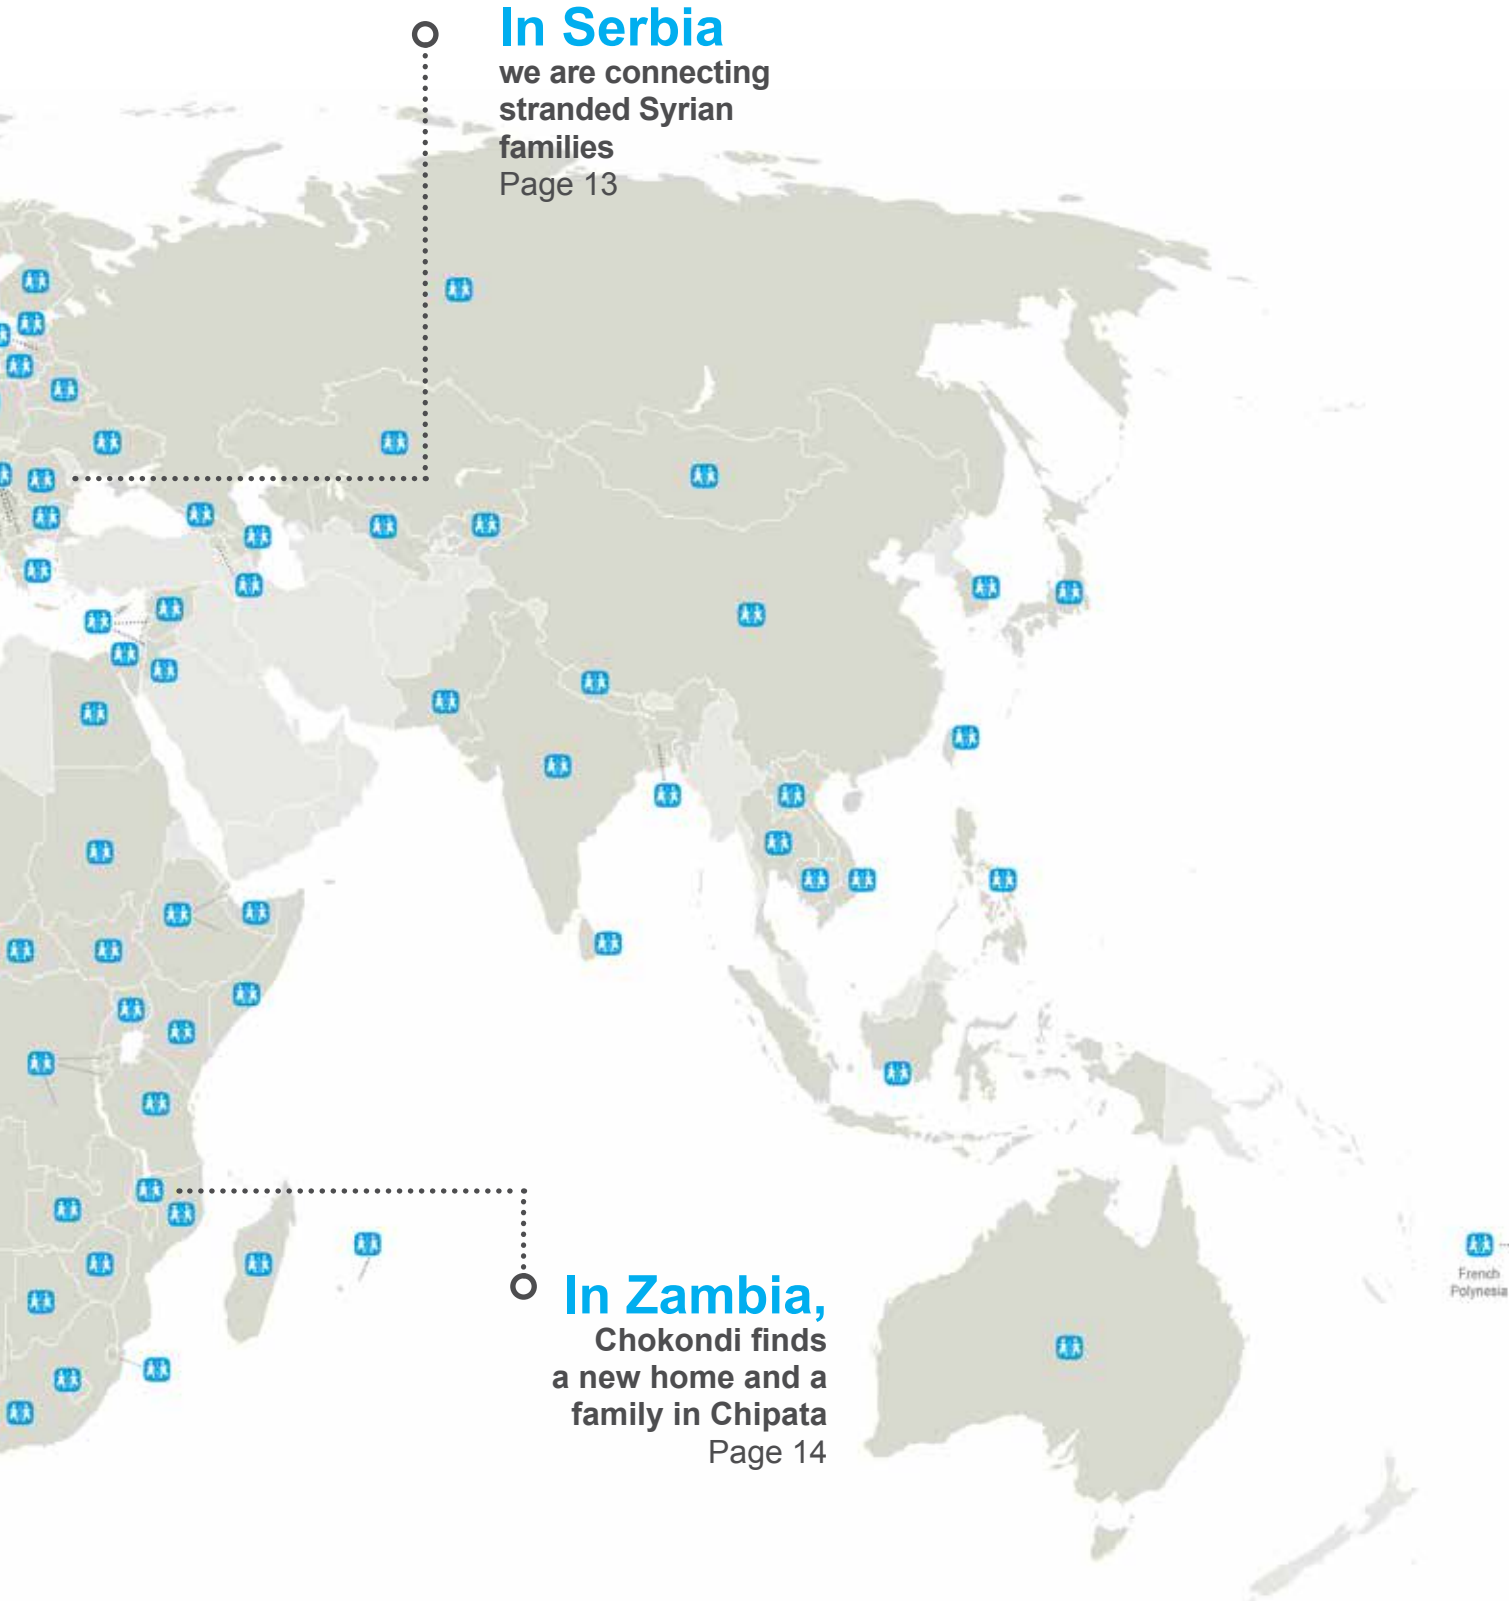 In Serbia
we are connecting
stranded Syrian
families
Page 13
French
Polynesia
In Zambia,
Chokondi finds
a new home and a
family in Chipata
Page 14